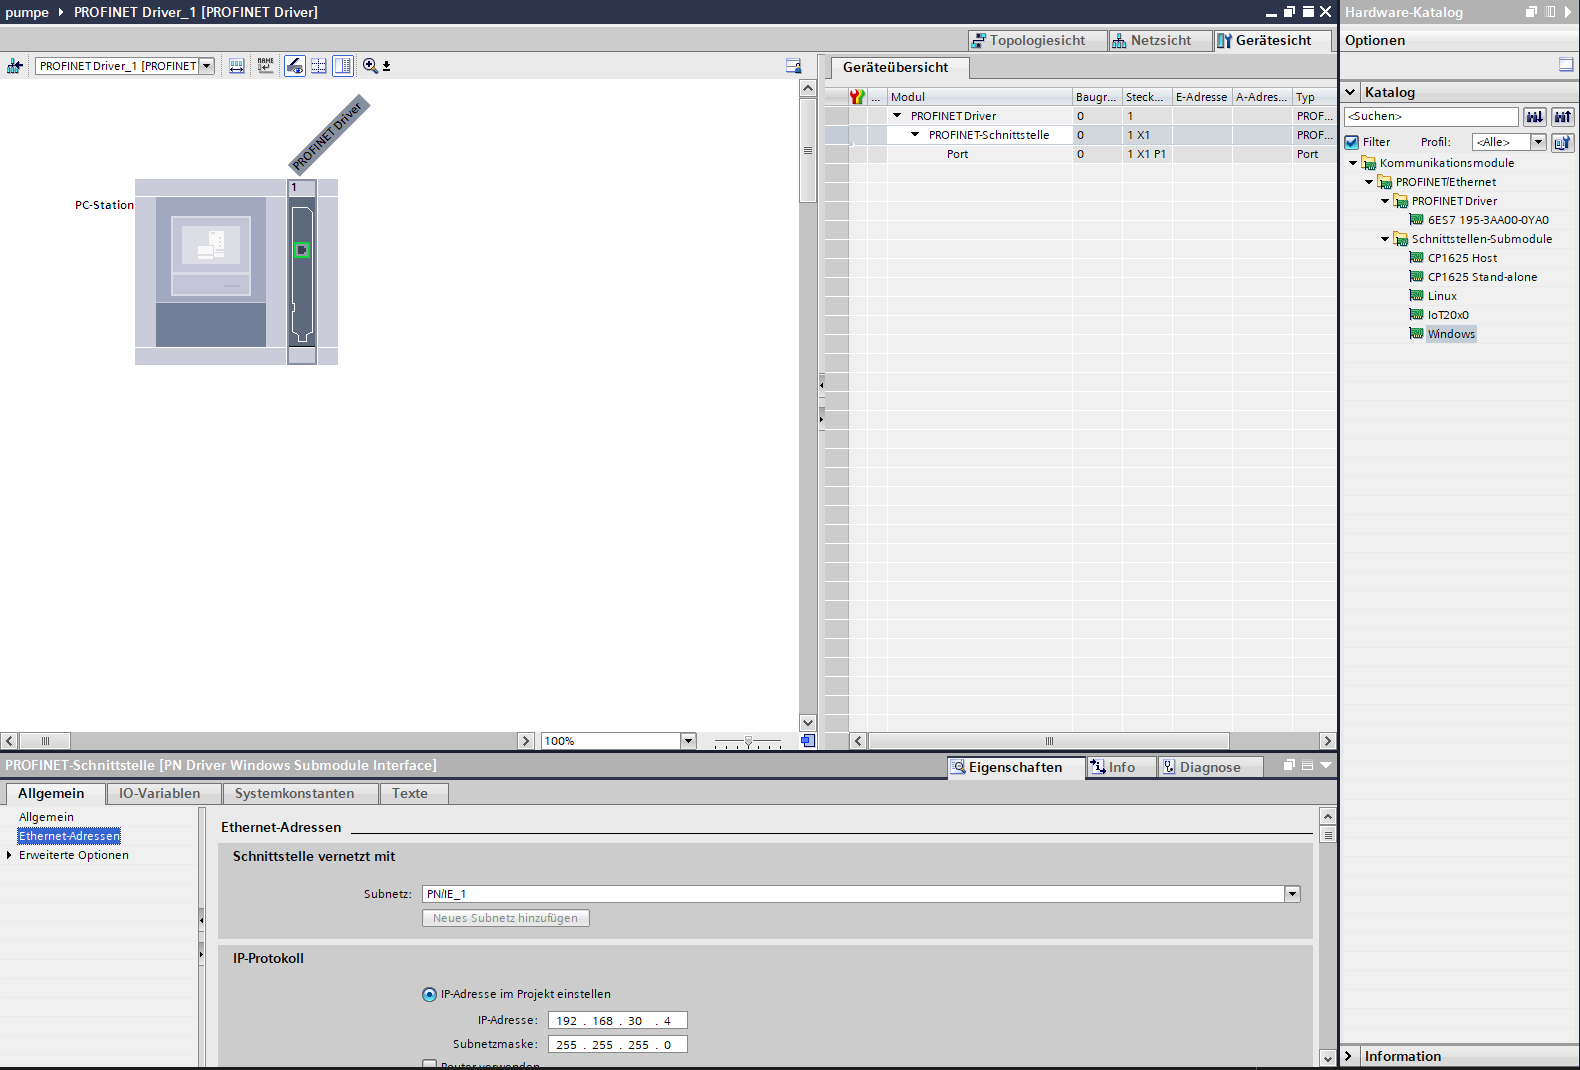 pumpe PROFINET Driver_1 [PROFINET Driver]
Topologiesicht Netzsicht Gerätesicht
PROFINET Driver_1 [PROFINET
NAME
PROFINET Driver
1
PC-Station
100%
Geräteübersicht
... Modul Baugr... Steck... E-Adresse A-Adres... Typ
PROFINET Driver 0 1 PROF...
PROFINET-Schnittstelle 0 1 X1 PROF...
Port 0 1 X1 P1 Port
Hardware-Katalog
Optionen
Katalog
<Suchen>
Filter Profil: <Alle>
Kommunikationsmodule
PROFINET/Ethernet
PROFINET Driver
6ES7 195-3AA00-0YA0
Schnittstellen-Submodule
CP1625 Host
CP1625 Stand-alone
Linux
IoT20x0
Windows
Information
PROFINET-Schnittstelle [PN Driver Windows Submodule Interface]
Eigenschaften Info Diagnose
Allgemein IO-Variablen Systemkonstanten Texte
Allgemein
Ethernet-Adressen
Erweiterte Optionen
Ethernet-Adressen
Schnittstelle vernetzt mit
Subnetz: PN/IE_1
Neues Subnetz hinzufügen
IP-Protokoll
IP-Adresse im Projekt einstellen
IP-Adresse: 192 . 168 . 30 . 4
Subnetzmaske: 255 . 255 . 255 . 0
Router verwenden